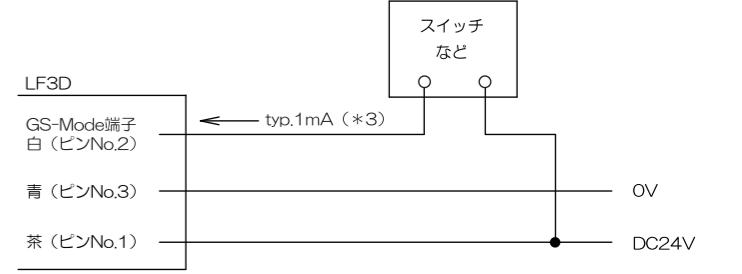 スイッチ
など
LF3D
GS-Mode端子
白（ピンNo.2）
typ.1mA（＊3）
青（ピンNo.3）
0V
茶（ピンNo.1）
DC24V